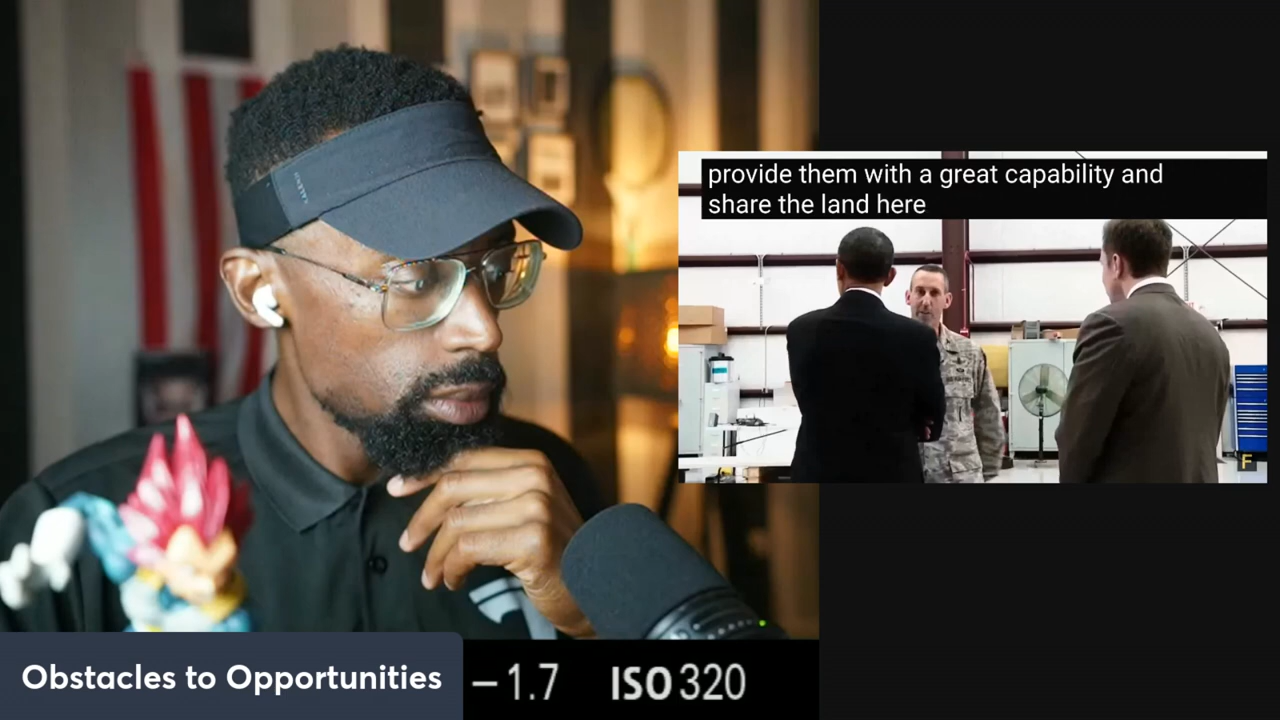 provide them with a great capability and
share the land here
F
Obstacles to Opportunities
–1.7 ISO 320